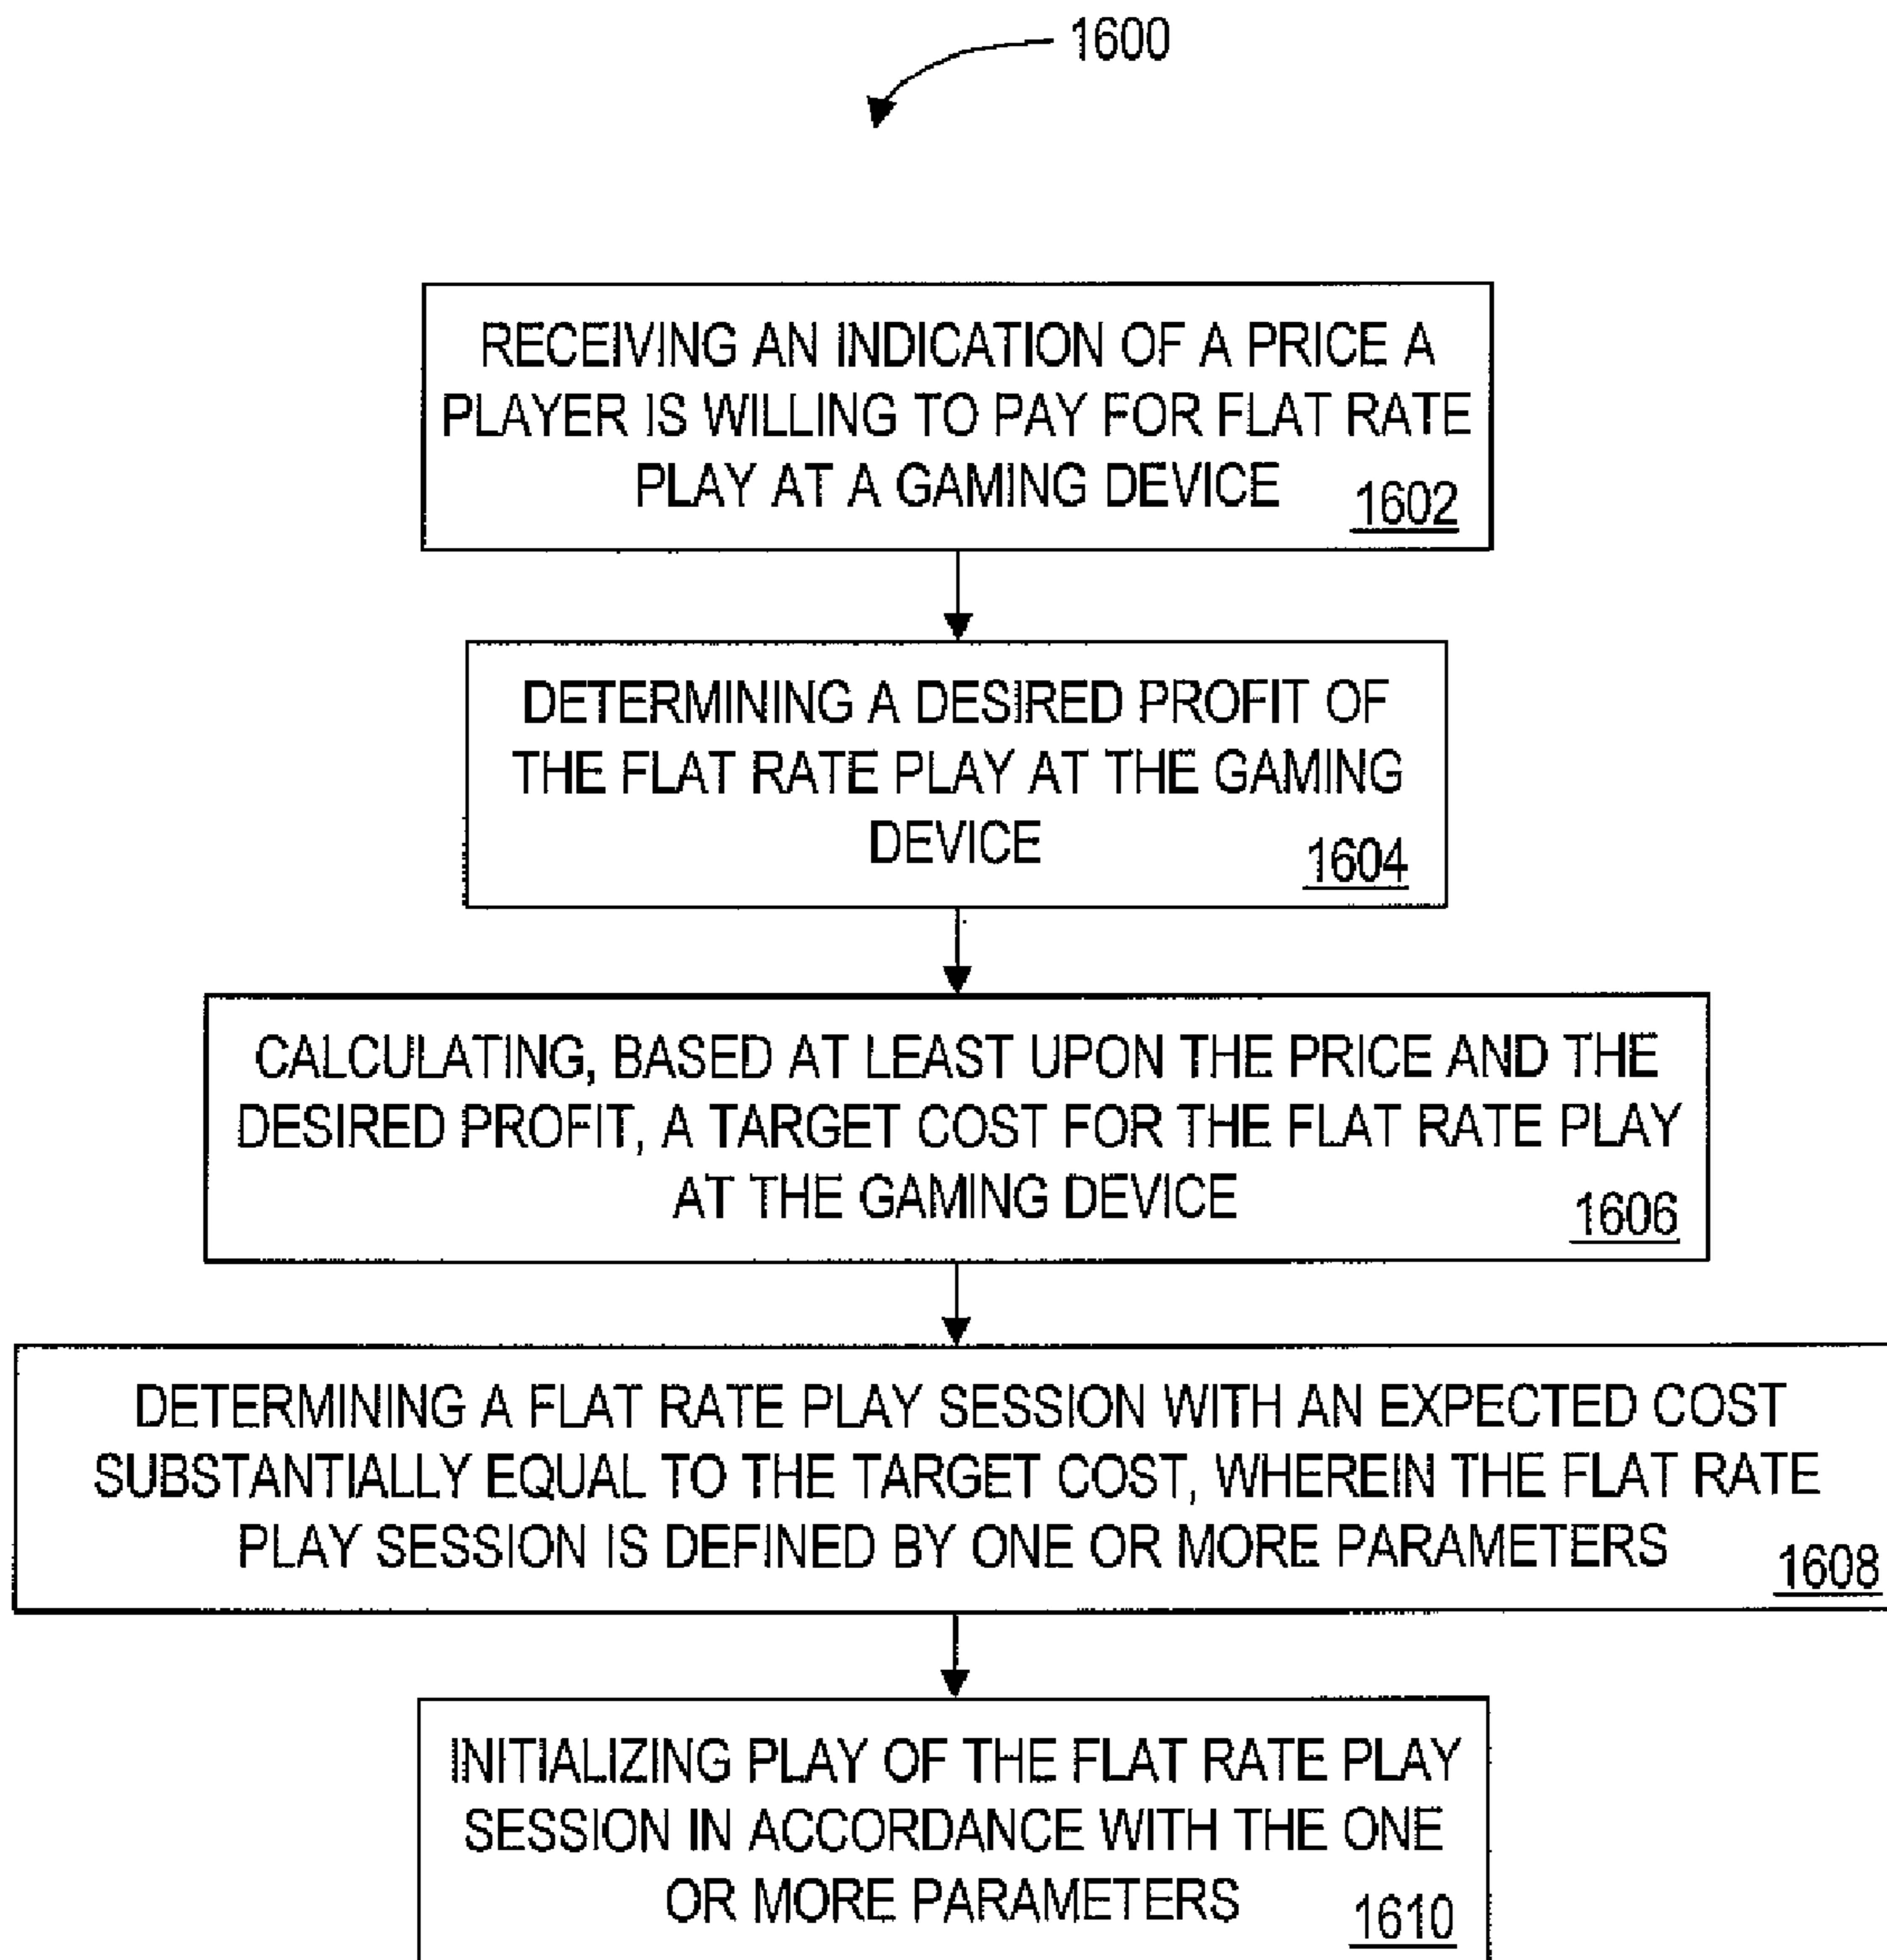 1600
RECEIVING AN INDICATION OF A PRICE A
PLAYER IS WILLING TO PAY FOR FLAT RATE
PLAY AT A GAMING DEVICE
1602
DETERMINING A DESIRED PROFIT OF
THE FLAT RATE PLAY AT THE GAMING
DEVICE
1604
CALCULATING, BASED AT LEAST UPON THE PRICE AND THE
DESIRED PROFIT, A TARGET COST FOR THE FLAT RATE PLAY
AT THE GAMING DEVICE
1606
DETERMINING A FLAT RATE PLAY SESSION WITH AN EXPECTED COST
SUBSTANTIALLY EQUAL TO THE TARGET COST, WHEREIN THE FLAT RATE
PLAY SESSION IS DEFINED BY ONE OR MORE PARAMETERS
1608
INITIALIZING PLAY OF THE FLAT RATE PLAY
SESSION IN ACCORDANCE WITH THE ONE
OR MORE PARAMETERS
1610